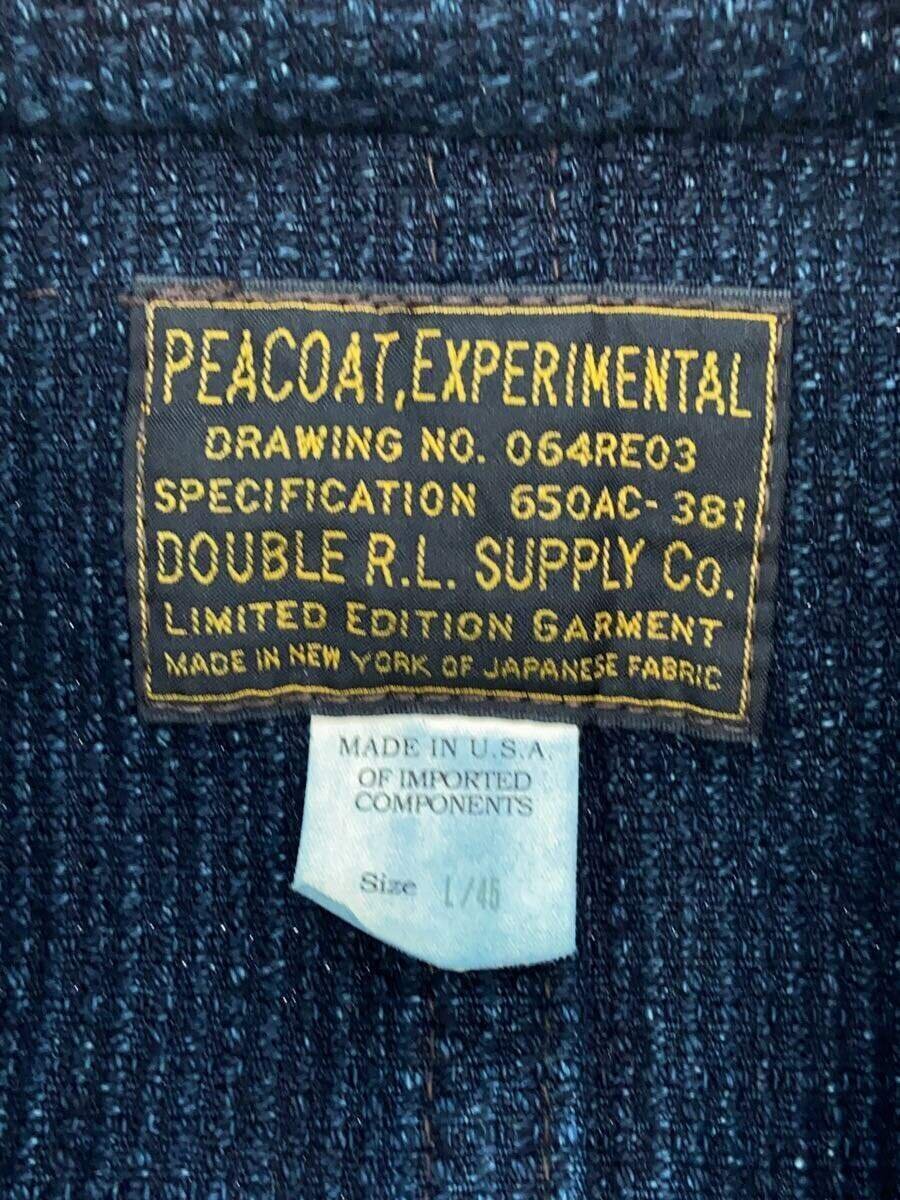 PEACOAT, EXPERIMENTAL
DRAWING NO. 064RE03
SPECIFICATION 650AC-381
DOUBLE R.L. SUPPLY CO.
LIMITED EDITION GARMENT
MADE IN NEW YORK OF JAPANESE FABRIC
MADE IN U.S.A.
OF IMPORTED
COMPONENTS
Size L/45